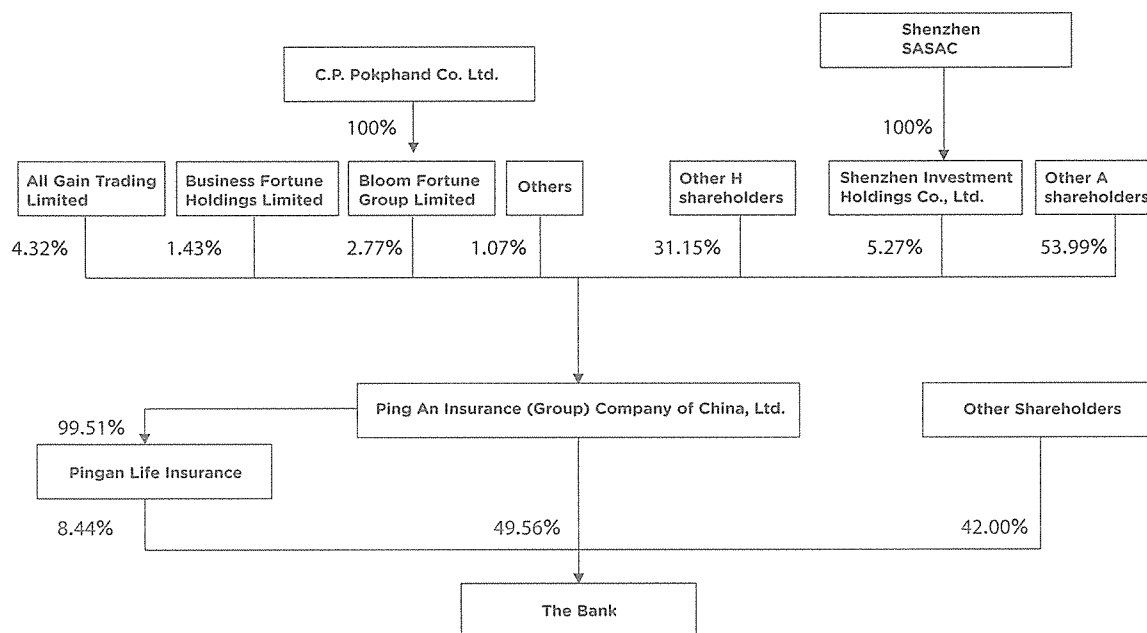 Shenzhen
SASAC
C.P. Pokphand Co. Ltd.
100%
100%
All Gain Trading
Limited
Business Fortune
Holdings Limited
Bloom Fortune
Group Limited
Others
Other H
shareholders
Shenzhen Investment
Holdings Co., Ltd.
Other A
shareholders
4.32%
1.43%
2.77%
1.07%
31.15%
5.27%
53.99%
Ping An Insurance (Group) Company of China, Ltd.
Other Shareholders
99.51%
Pingan Life Insurance
8.44%
49.56%
42.00%
The Bank